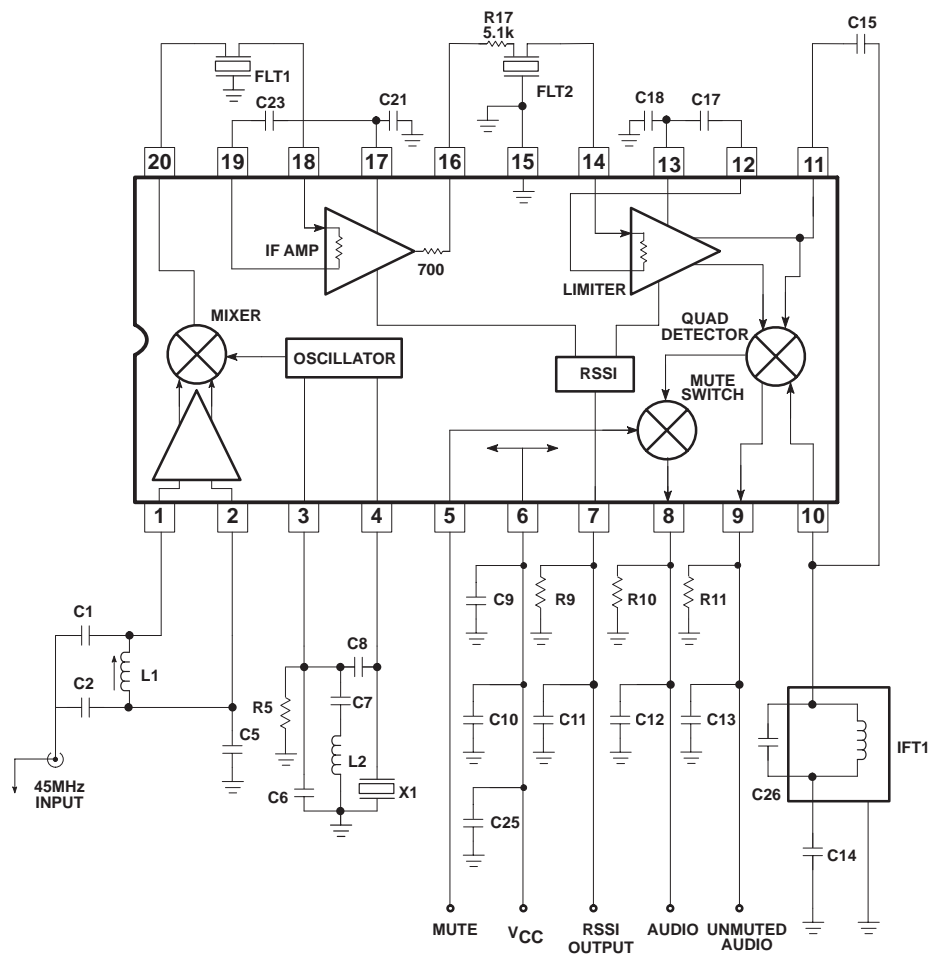 R17
5.1k
C15
FLT1
FLT2
C23
C21
C18
C17
20
19
18
17
16
15
14
13
12
11
IF AMP
700
LIMITER
MIXER
OSCILLATOR
RSSI
QUAD
DETECTOR
MUTE
SWITCH
1
2
3
4
5
6
7
8
9
10
C1
L1
C2
C5
45MHz
INPUT
R5
C6
C8
C7
L2
X1
C9
R9
R10
R11
C10
C11
C12
C13
C25
C26
IFT1
C14
MUTE
VCC
RSSI
OUTPUT
AUDIO
UNMUTED
AUDIO